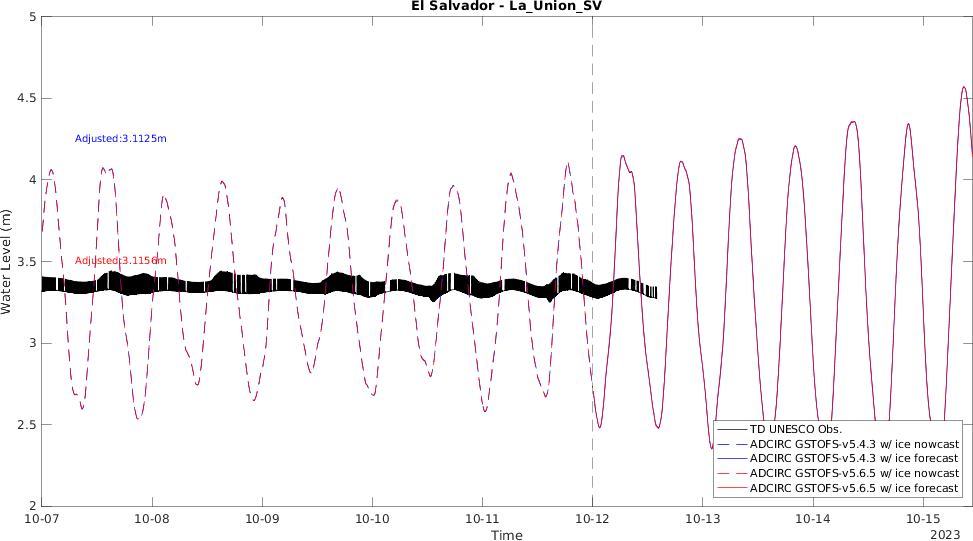 El Salvador - La_Union_SV
5
4.5
4
3.5
3
2.5
2
Water Level (m)
Adjusted:3.1125m
Adjusted:3.1156m
TD UNESCO Obs.
ADCIRC GSTOFS-v5.4.3 w/ ice nowcast
ADCIRC GSTOFS-v5.4.3 w/ ice forecast
ADCIRC GSTOFS-v5.6.5 w/ ice nowcast
ADCIRC GSTOFS-v5.6.5 w/ ice forecast
10-07 10-08 10-09 10-10 10-11 10-12 10-13 10-14 10-15
Time
2023